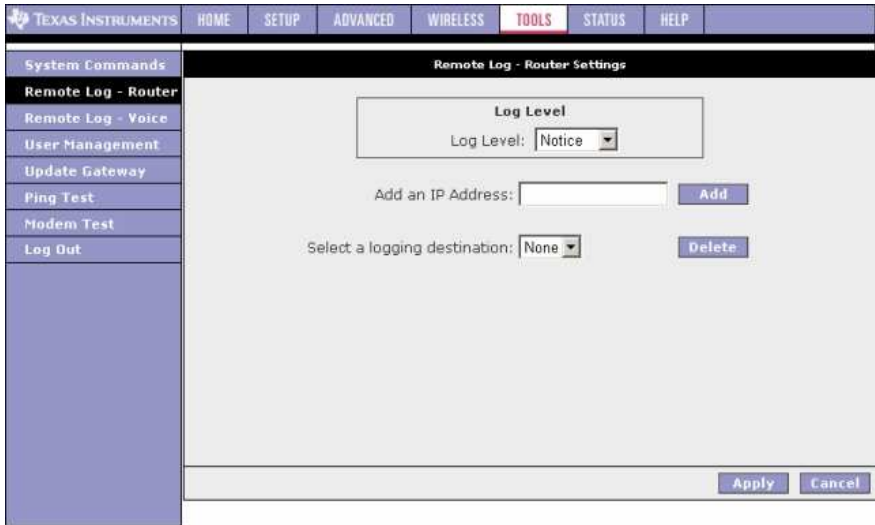 TEXAS INSTRUMENTS HOME SETUP ADVANCED WIRELESS TOOLS STATUS HELP
System Commands
Remote Log - Router
Remote Log - Voice
User Management
Update Gateway
Ping Test
Modem Test
Log Out
Remote Log - Router Settings
Log Level
Log Level: Notice
Add an IP Address: Add
Select a logging destination: None Delete
Apply Cancel